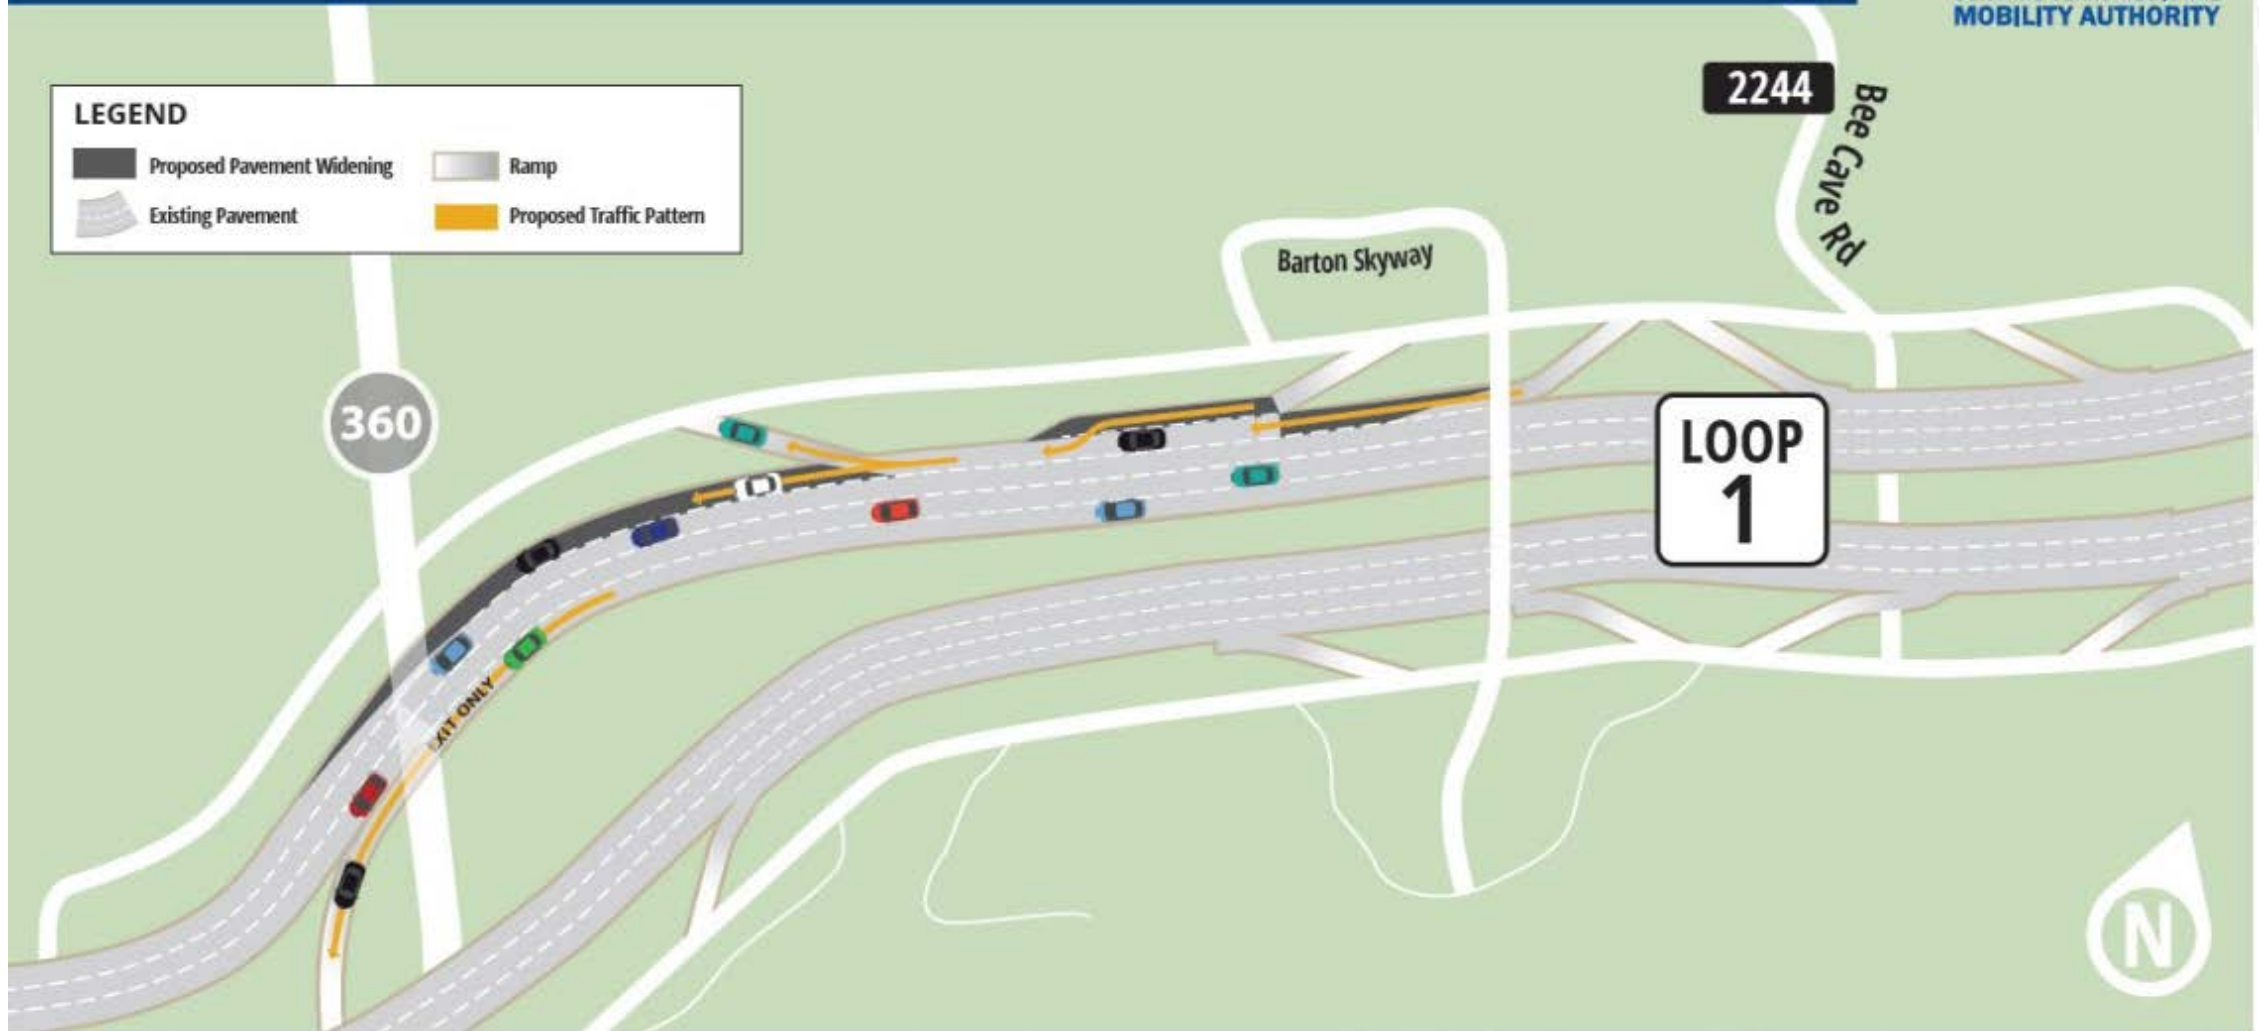 MOBILITY AUTHORITY
2244
Bee Cave Rd
LEGEND
Proposed Pavement Widening
Ramp
Existing Pavement
Proposed Traffic Pattern
Barton Skyway
360
LOOP
1
XIT ONLY
N